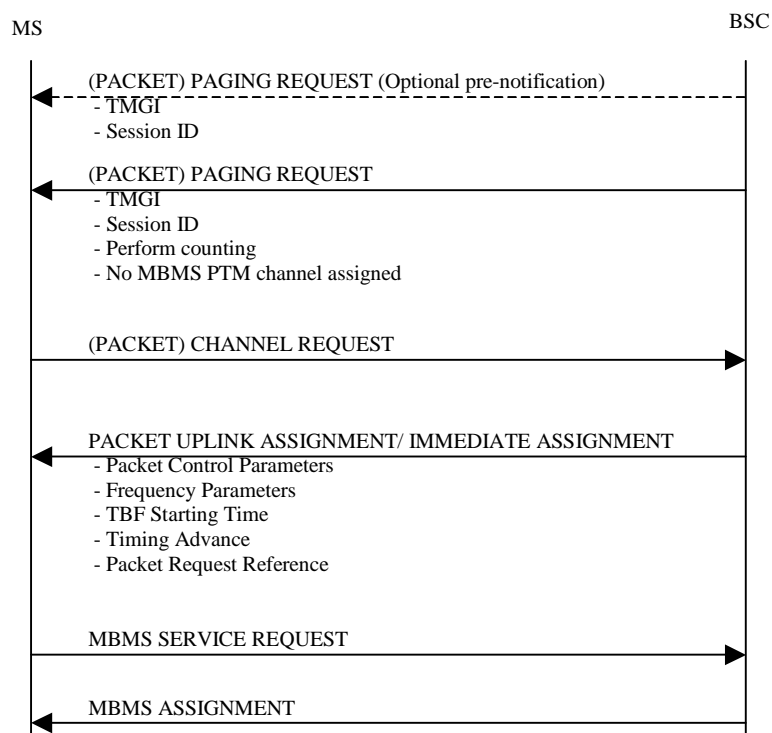 MS
BSC
(PACKET) PAGING REQUEST (Optional pre-notification)
- TMGI
- Session ID
(PACKET) PAGING REQUEST
- TMGI
- Session ID
- Perform counting
- No MBMS PTM channel assigned
(PACKET) CHANNEL REQUEST
PACKET UPLINK ASSIGNMENT/ IMMEDIATE ASSIGNMENT
- Packet Control Parameters
- Frequency Parameters
- TBF Starting Time
- Timing Advance
- Packet Request Reference
MBMS SERVICE REQUEST
MBMS ASSIGNMENT